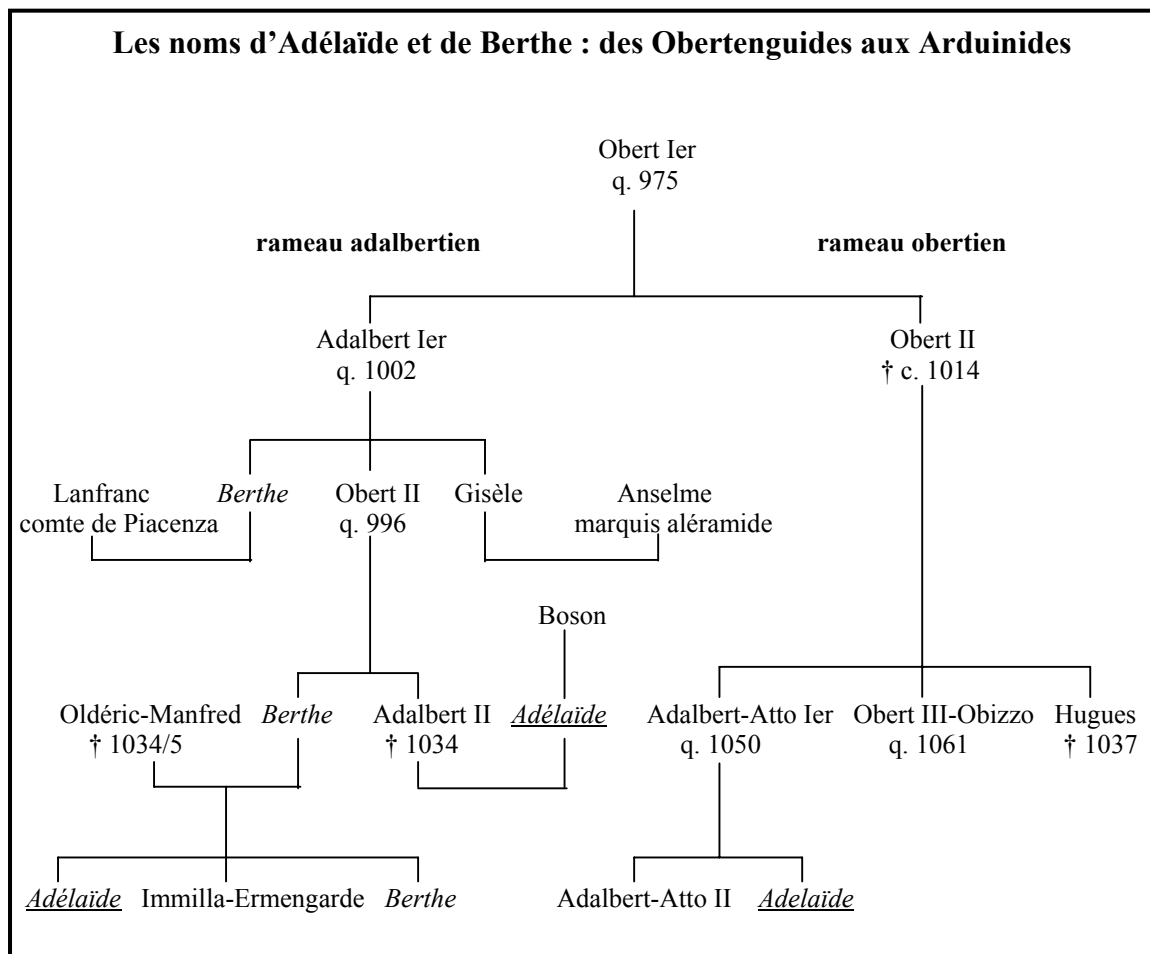 Les noms d’Adélaïde et de Berthe : des Obertenguides aux Arduinides
Obert Ier
q. 975
rameau adalbertien
rameau obertien
Adalbert Ier
q. 1002
Obert II
† c. 1014
Lanfranc
comte de Piacenza
Berthe
Obert II
q. 996
Gisèle
Anselme
marquis aléramide
Boson
Oldéric-Manfred
† 1034/5
Berthe
Adalbert II
† 1034
Adélaïde
Adalbert-Atto Ier
q. 1050
Obert III-Obizzo
q. 1061
Hugues
† 1037
Adélaïde
Immilla-Ermengarde
Berthe
Adalbert-Atto II
Adelaïde